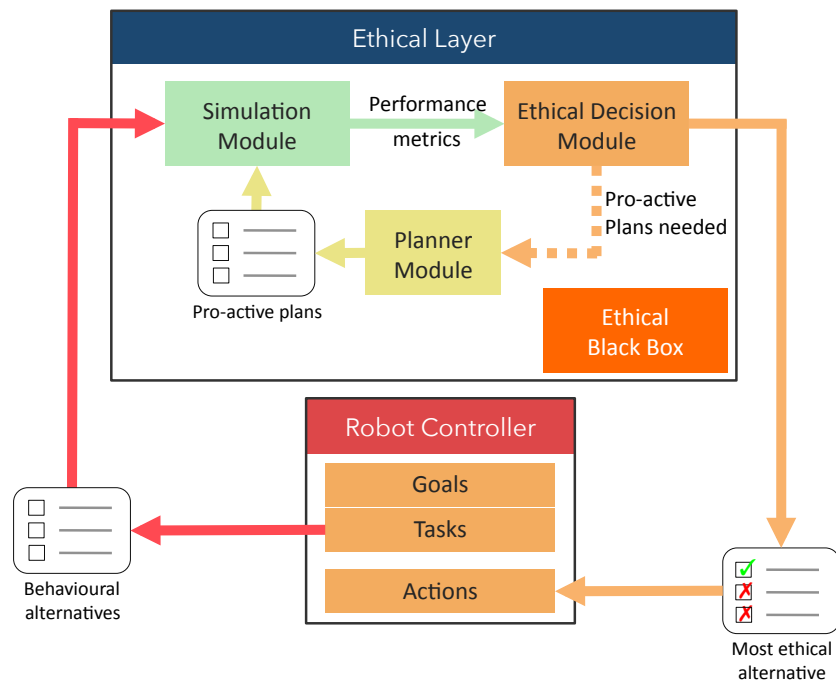 Ethical Layer
Simulation
Module
Performance
metrics
Ethical Decision
Module
Pro-active
Plans needed
Planner
Module
Pro-active plans
Ethical
Black Box
Robot Controller
Goals
Tasks
Actions
Behavioural
alternatives
Most ethical
alternative